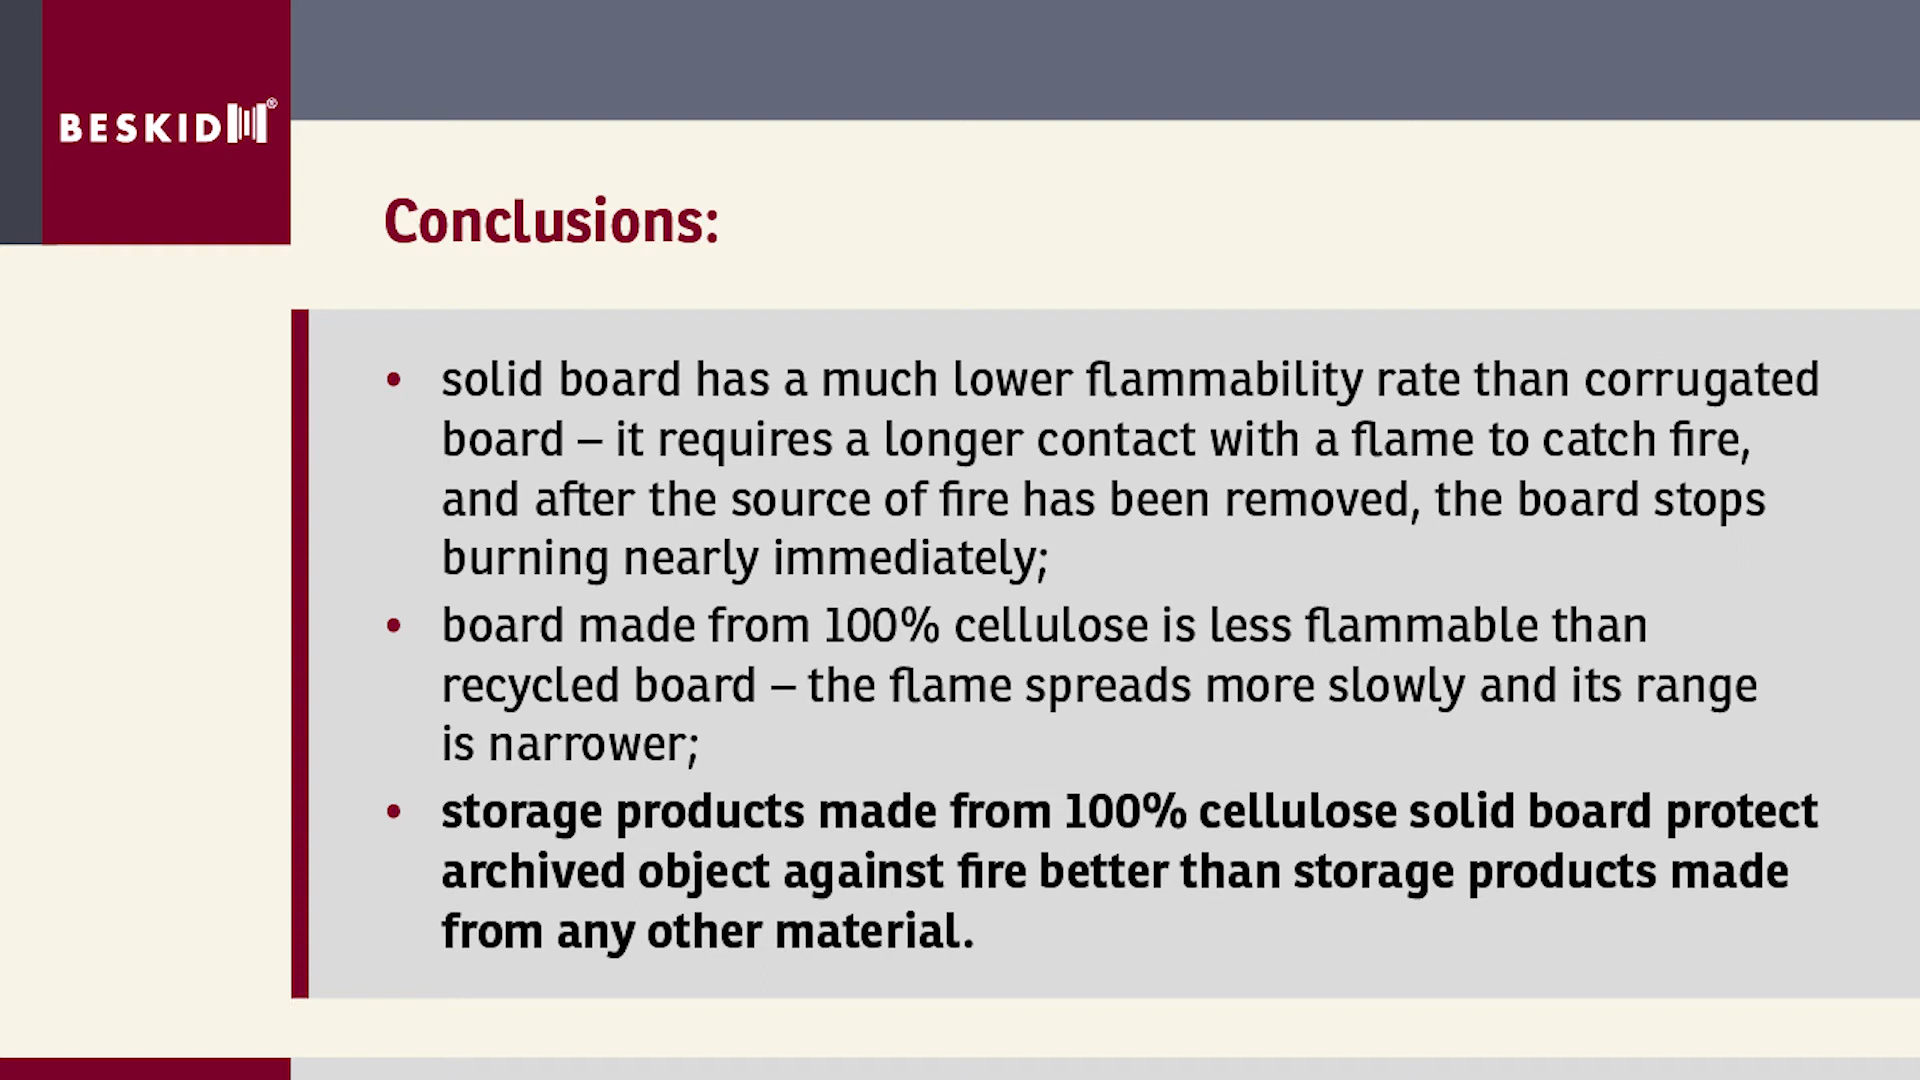 BESKID®
Conclusions:
• solid board has a much lower flammability rate than corrugated
board – it requires a longer contact with a flame to catch fire,
and after the source of fire has been removed, the board stops
burning nearly immediately;
• board made from 100% cellulose is less flammable than
recycled board – the flame spreads more slowly and its range
is narrower;
• storage products made from 100% cellulose solid board protect
archived object against fire better than storage products made
from any other material.